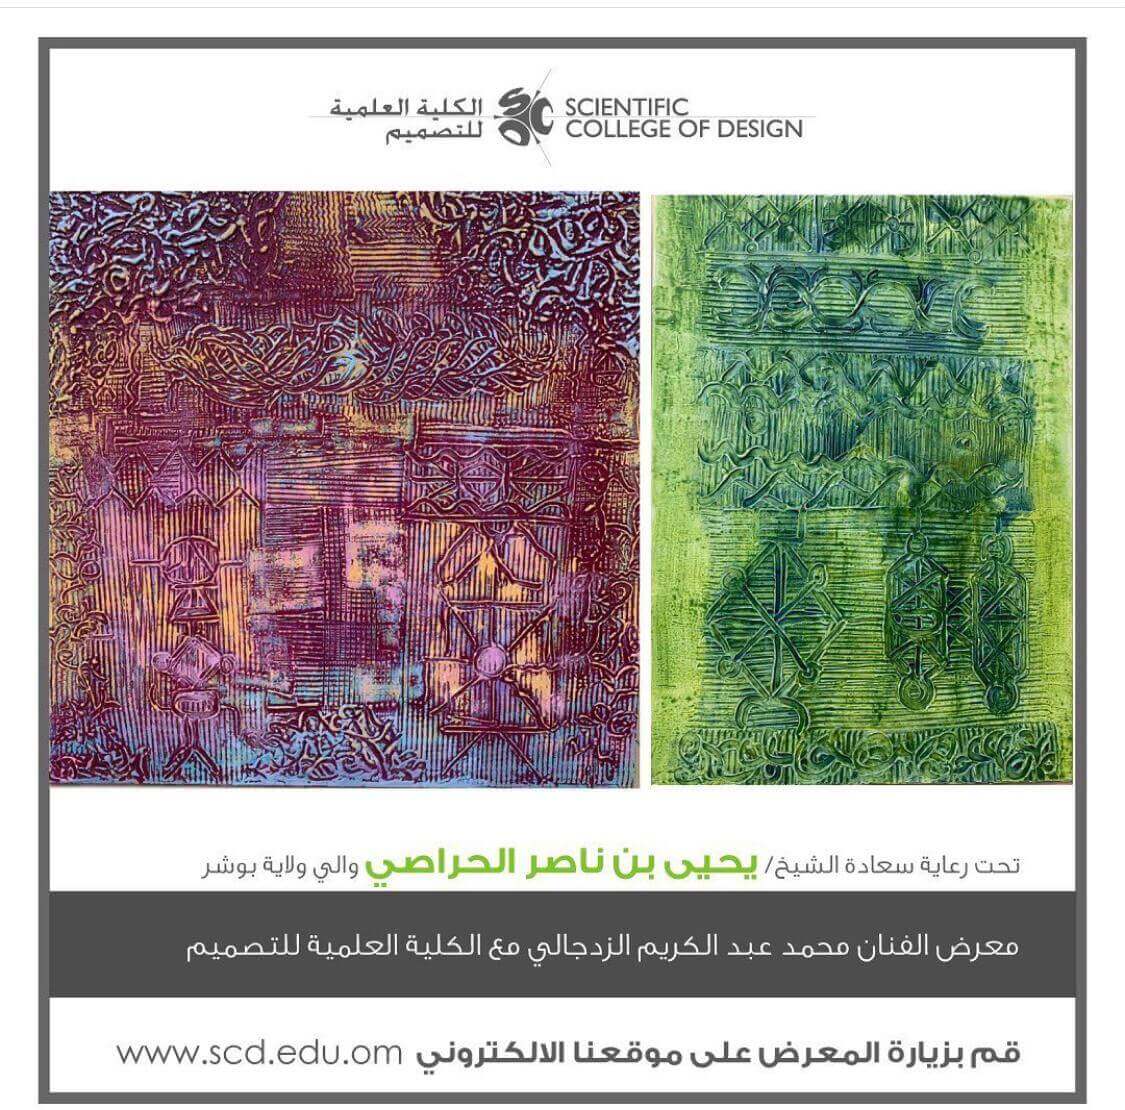 الكلية العلمية
للتصميم
SCIENTIFIC
COLLEGE OF DESIGN
تحت رعاية سعادة الشيخ/ يحيى بن ناصر الحراصي والي ولاية بوشر
معرض الفنان محمد عبد الكريم الزدجالي مع الكلية العلمية للتصميم
قم بزيارة المعرض على موقعنا الالكتروني www.scd.edu.om